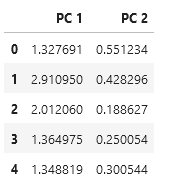 PC 1 PC 2
0 1.327691 0.551234
1 2.910950 0.428296
2 2.012060 0.188627
3 1.364975 0.250054
4 1.348819 0.300544